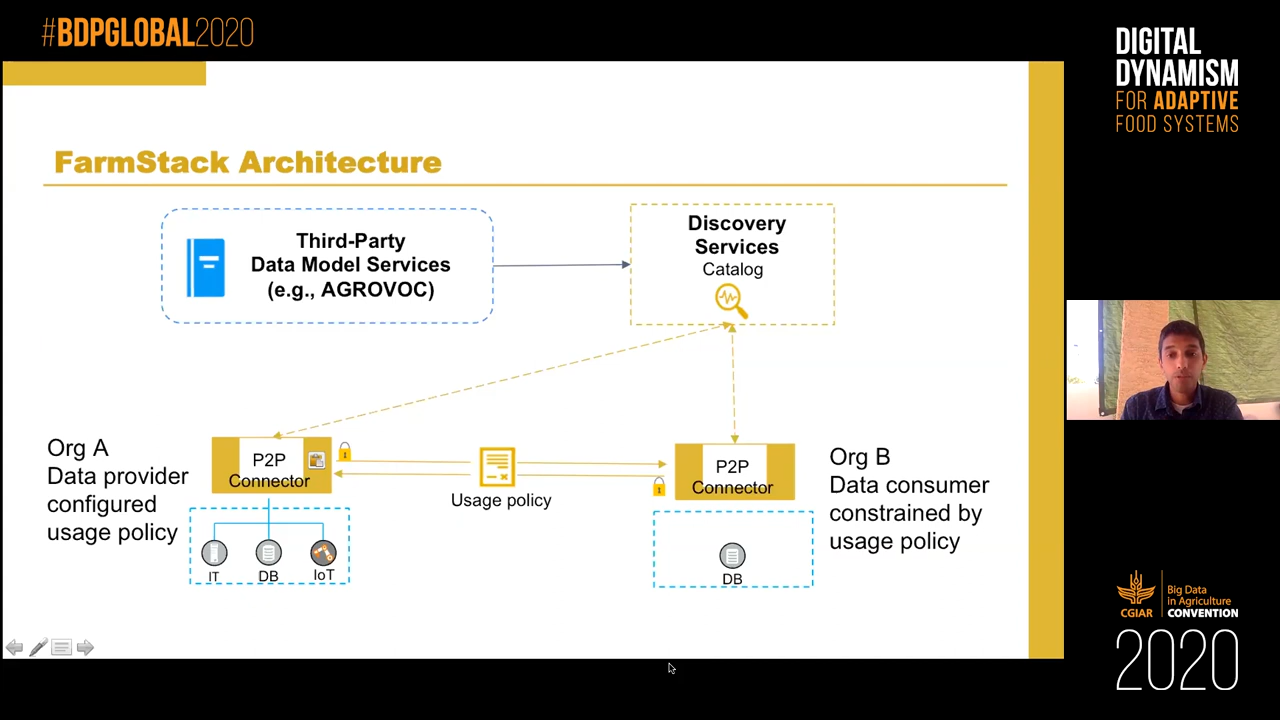 #BDPGLOBAL2020
DIGITAL
DYNAMISM
FOR ADAPTIVE
FOOD SYSTEMS
FarmStack Architecture
Third-Party
Data Model Services
(e.g., AGROVOC)
Discovery
Services
Catalog
Org A
Data provider
configured
usage policy
P2P
Connector
Usage policy
P2P
Connector
Org B
Data consumer
constrained by
usage policy
IT
DB
IoT
DB
CGIAR
Big Data
in Agriculture
CONVENTION
2020